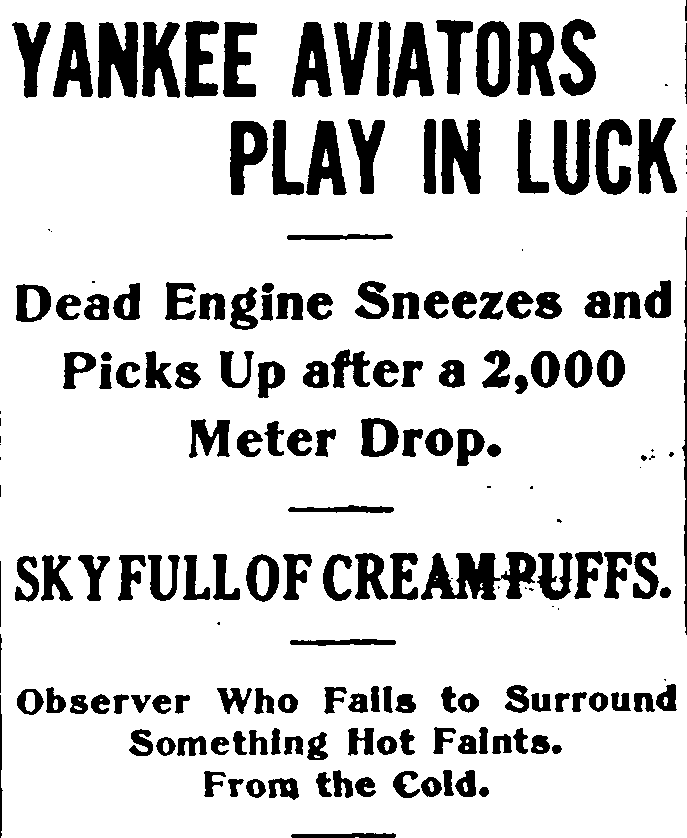 YANKEE AVIATORS
PLAY IN LUCK
Dead Engine Sneezes and
Picks Up after a 2,000
Meter Drop.
SKY FULL OF CREAM PUFFS.
Observer Who Fails to Surround
Something Hot Faints.
From the Cold.